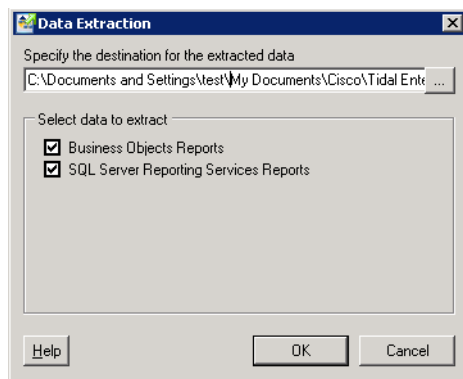 Data Extraction
Specify the destination for the extracted data
C:\Documents and Settings\test\My Documents\Cisco\Tidal Ente
...
Select data to extract
Business Objects Reports
SQL Server Reporting Services Reports
Help
OK
Cancel